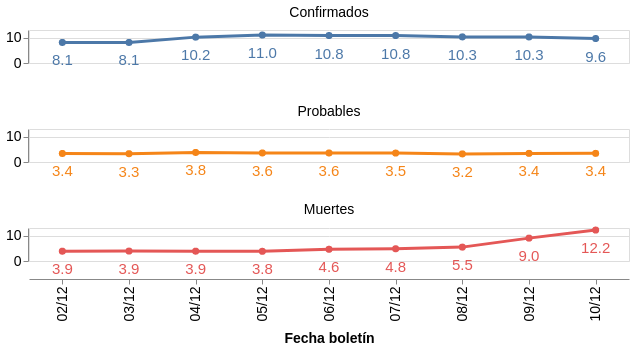 Confirmados
10
0
8.1 8.1 10.2 11.0 10.8 10.8 10.3 10.3 9.6
Probables
10
0
3.4 3.3 3.8 3.6 3.6 3.5 3.2 3.4 3.4
Muertes
10
0
3.9 3.9 3.9 3.8 4.6 4.8 5.5 9.0 12.2
02/12 03/12 04/12 05/12 06/12 07/12 08/12 09/12 10/12
Fecha boletín